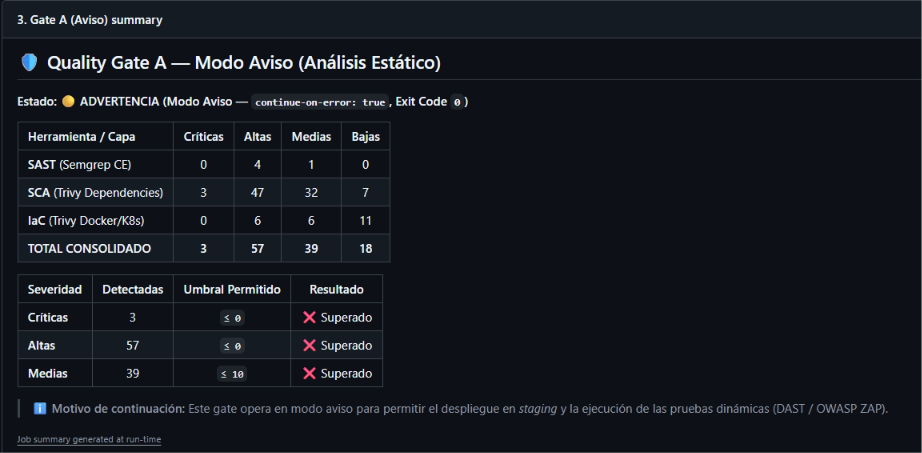 3. Gate A (Aviso) summary
Quality Gate A — Modo Aviso (Análisis Estático)
Estado: ADVERTENCIA (Modo Aviso — continue-on-error: true, Exit Code 0)
Herramienta / Capa Críticas Altas Medias Bajas
SAST (Semgrep CE) 0 4 1 0
SCA (Trivy Dependencies) 3 47 32 7
IaC (Trivy Docker/K8s) 0 6 6 11
TOTAL CONSOLIDADO 3 57 39 18
Severidad Detectadas Umbral Permitido Resultado
Críticas 3 ≤ 0 ❌ Superado
Altas 57 ≤ 0 ❌ Superado
Medias 39 ≤ 10 ❌ Superado
Motivo de continuación: Este gate opera en modo aviso para permitir el despliegue en staging y la ejecución de las pruebas dinámicas (DAST / OWASP ZAP).
Job summary generated at run-time